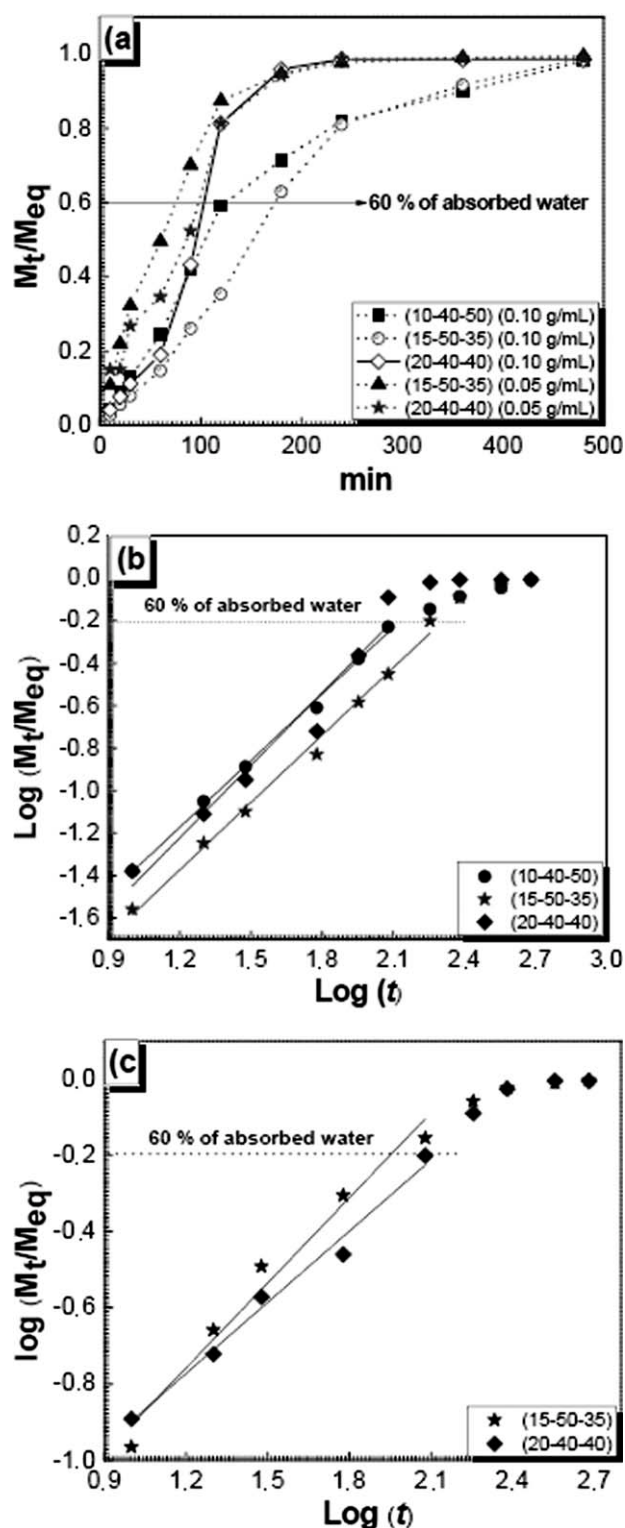 (a)
1.0
0.8
0.6
0.4
0.2
0.0
Mt/Meq
60 % of absorbed water
(10-40-50) (0.10 g/mL)
(15-50-35) (0.10 g/mL)
(20-40-40) (0.10 g/mL)
(15-50-35) (0.05 g/mL)
(20-40-40) (0.05 g/mL)
0 100 200 300 400 500
min
(b)
0.2
0.0
-0.2
-0.4
-0.6
-0.8
-1.0
-1.2
-1.4
-1.6
Log (Mt/Meq)
60 % of absorbed water
(10-40-50)
(15-50-35)
(20-40-40)
0.9 1.2 1.5 1.8 2.1 2.4 2.7 3.0
Log (t)
(c)
0.0
-0.2
-0.4
-0.6
-0.8
-1.0
log (Mt/Meq)
60 % of absorbed water
(15-50-35)
(20-40-40)
0.9 1.2 1.5 1.8 2.1 2.4 2.7
Log (t)